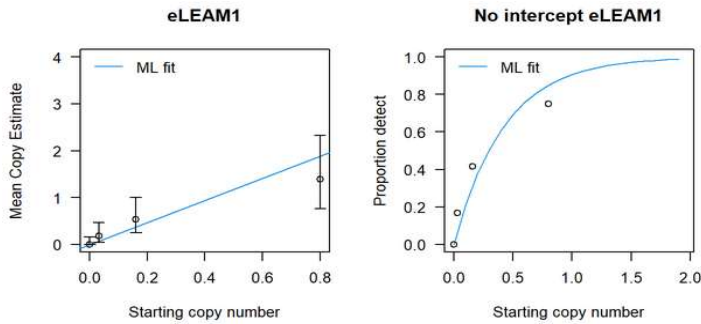 eLEAM1
Mean Copy Estimate
4
3
2
1
0
ML fit
0.0
0.2
0.4
0.6
0.8
Starting copy number
No intercept eLEAM1
Proportion detect
1.0
0.8
0.6
0.4
0.2
0.0
ML fit
0.0
0.5
1.0
1.5
2.0
Starting copy number